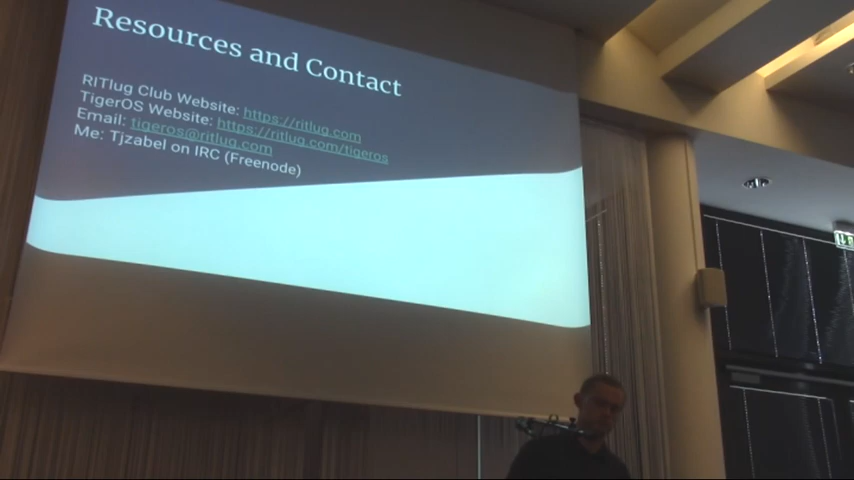 Resources and Contact
RITlug Club Website: https://ritlug.com
TigerOS Website: https://ritlug.com/tigeros
Email: tigeros@ritlug.com
Me: Tjzabel on IRC (Freenode)